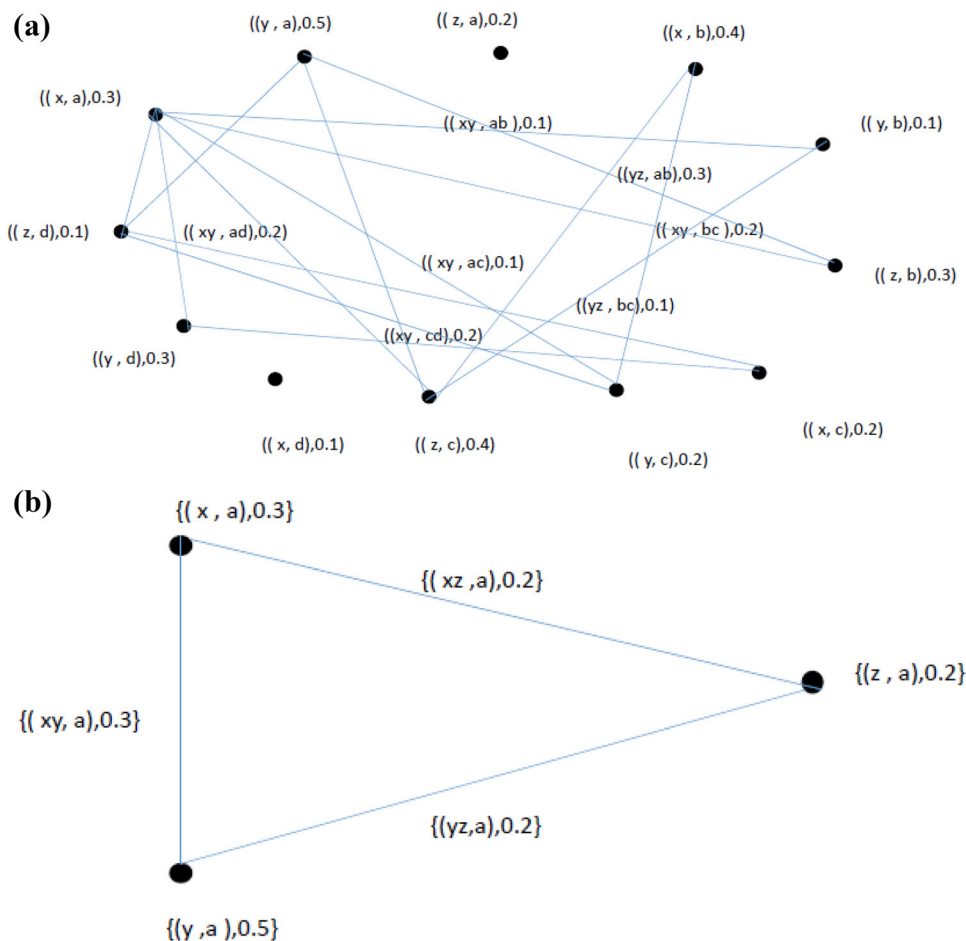 (a)
((y , a),0.5)
(( z, a),0.2)
((x , b),0.4)
(( x, a),0.3)
(( xy , ab ),0.1)
(( y, b),0.1)
((yz, ab),0.3)
(( z, d),0.1)
(( xy , ad),0.2)
(( xy , bc ),0.2)
(( xy , ac),0.1)
(( z, b),0.3)
((yz , bc),0.1)
((xy , cd),0.2)
((y , d),0.3)
(( x, c),0.2)
(( x, d),0.1)
(( z, c),0.4)
(( y, c),0.2)
(b)
{( x , a),0.3}
{( xz ,a),0.2}
{(z , a),0.2}
{( xy, a),0.3}
{(yz,a),0.2}
{(y ,a ),0.5}